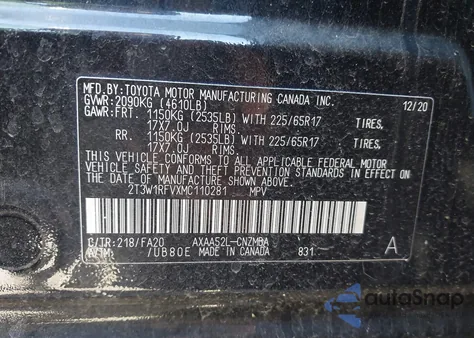 MFD.BY:TOYOTA MOTOR MANUFACTURING CANADA INC.
GVWR:2090KG (4610LB) 12/20
GAWR:FRT. 1150KG (2535LB) WITH 225/65R17 TIRES,
17X7.0J RIMS.
RR. 1150KG (2535LB) WITH 225/65R17 TIRES,
17X7.0J RIMS.
THIS VEHICLE CONFORMS TO ALL APPLICABLE FEDERAL MOTOR
VEHICLE SAFETY AND THEFT PREVENTION STANDARDS IN EFFECT
ON THE DATE OF MANUFACTURE SHOWN ABOVE.
2T3W1RFVXMC110281 MPV
C/TR:218/FA20 AXAA52L-CNZMBA A
/UB80E MADE IN CANADA 831
autoSnap